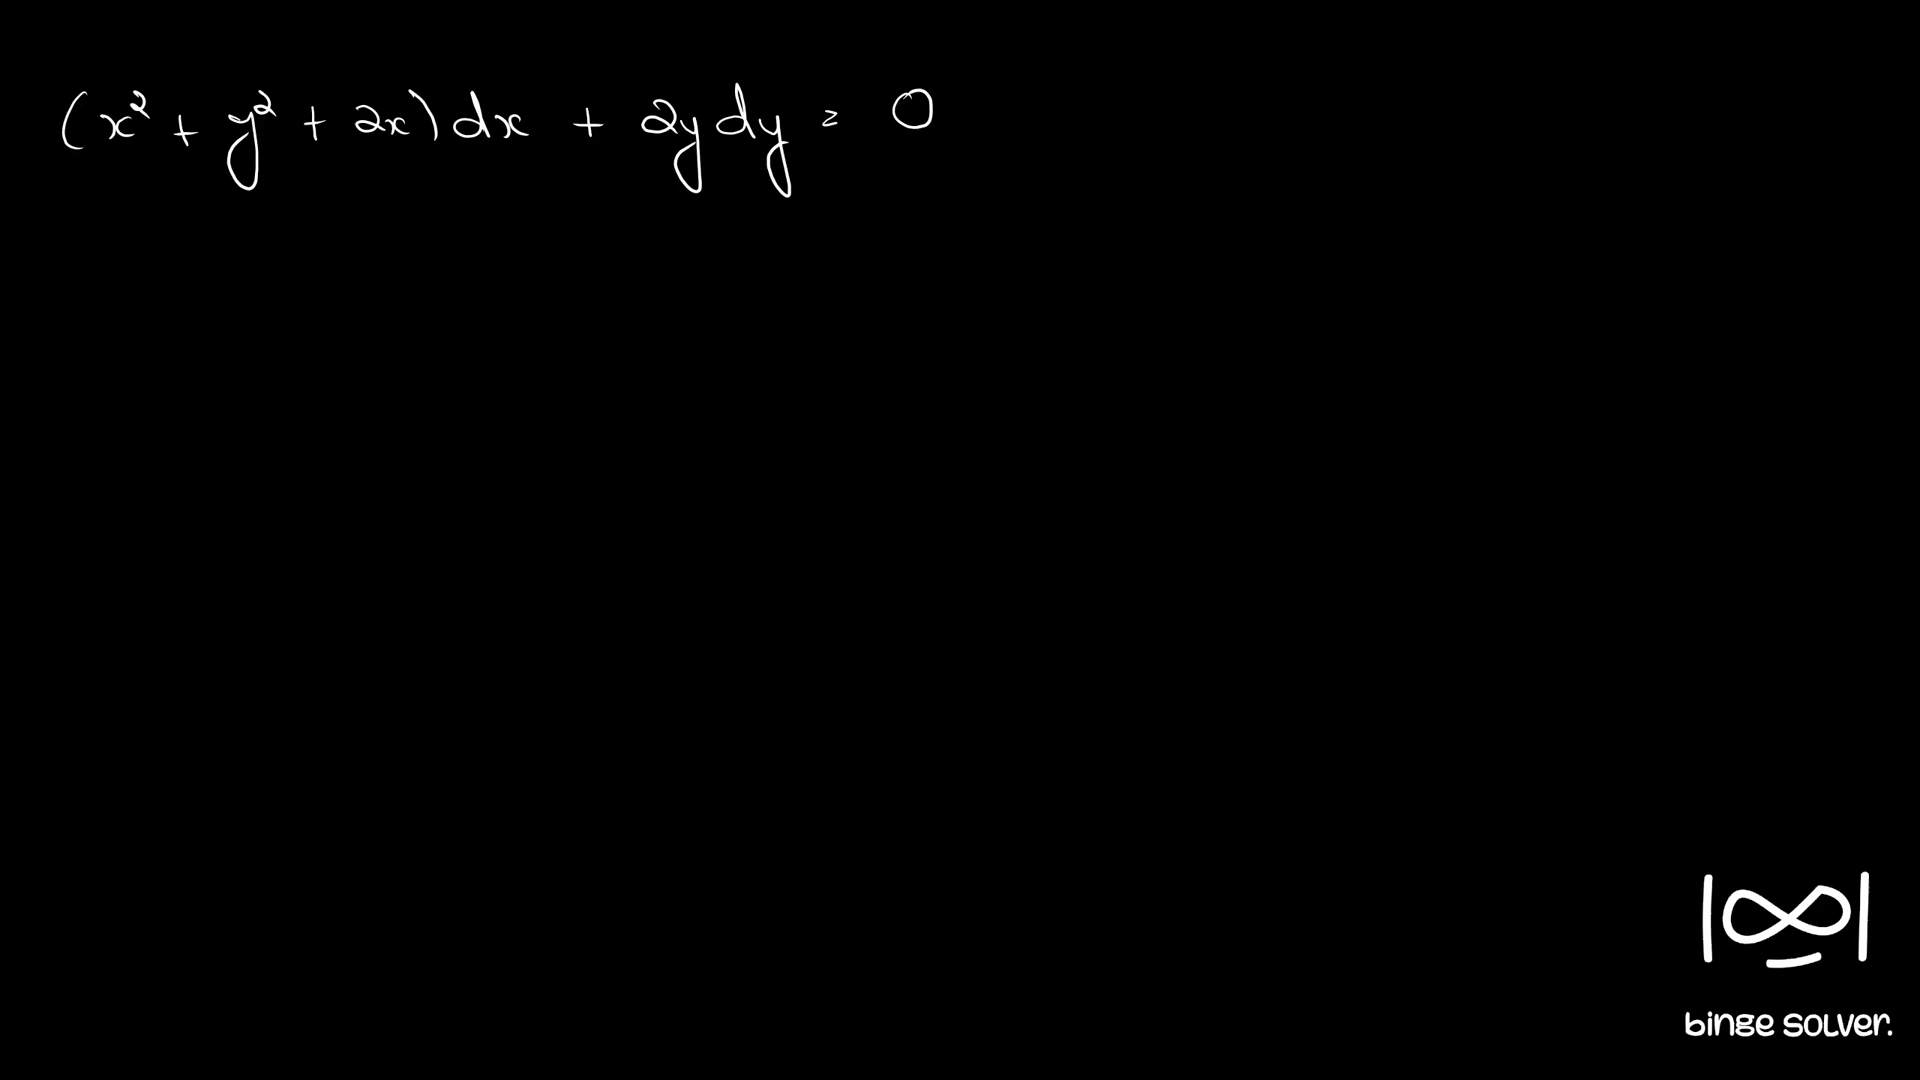 (x² + y² + 2x) dx + 2y dy = 0
|∞|
binge solver.